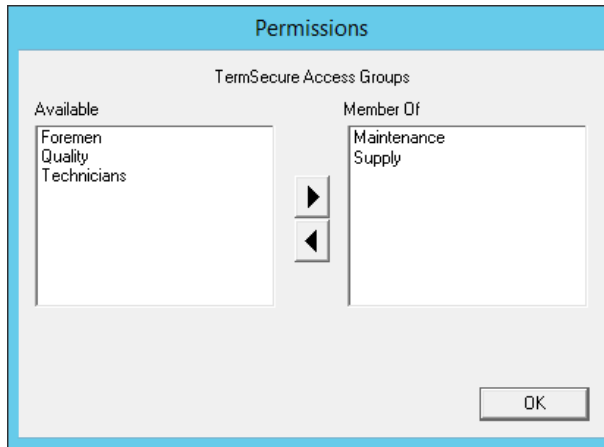 Permissions
TermSecure Access Groups
Available
Member Of
Foremen
Quality
Technicians
Maintenance
Supply
OK